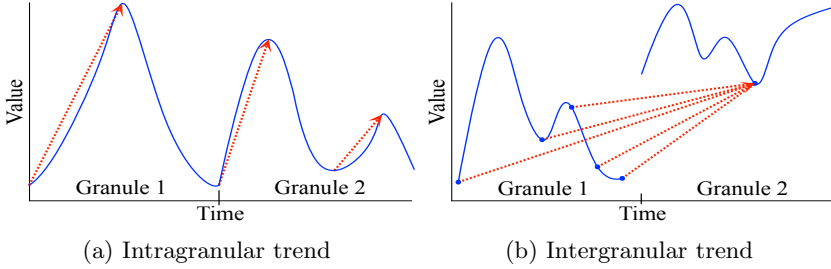 Value
Granule 1
Granule 2
Time
(a) Intragranular trend
Value
Granule 1
Granule 2
Time
(b) Intergranular trend